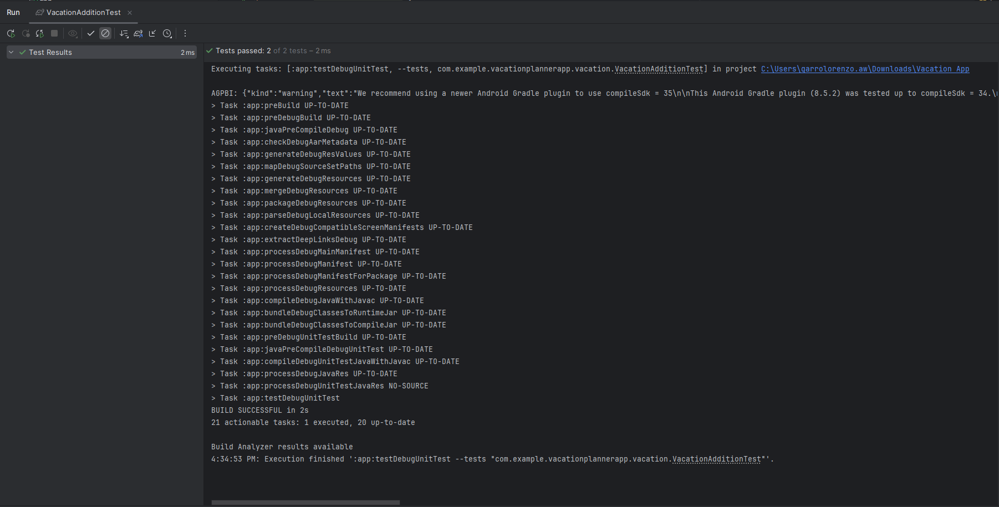 Run
VacationAdditionTest
Test Results 2 ms
Tests passed: 2 of 2 tests – 2 ms
Executing tasks: [:app:testDebugUnitTest, --tests, com.example.vacationplannerapp.vacation.VacationAdditionTest] in project C:\Users\garrolorenzo.aw\Downloads\Vacation App
AGPBI: {"kind":"warning","text":"We recommend using a newer Android Gradle plugin to use compileSdk = 35\n\nThis Android Gradle plugin (8.5.2) was tested up to compileSdk = 34.\n
> Task :app:preBuild UP-TO-DATE
> Task :app:preDebugBuild UP-TO-DATE
> Task :app:javaPreCompileDebug UP-TO-DATE
> Task :app:checkDebugAarMetadata UP-TO-DATE
> Task :app:generateDebugResValues UP-TO-DATE
> Task :app:mapDebugSourceSetPaths UP-TO-DATE
> Task :app:generateDebugResources UP-TO-DATE
> Task :app:mergeDebugResources UP-TO-DATE
> Task :app:packageDebugResources UP-TO-DATE
> Task :app:parseDebugLocalResources UP-TO-DATE
> Task :app:createDebugCompatibleScreenManifests UP-TO-DATE
> Task :app:extractDeepLinksDebug UP-TO-DATE
> Task :app:processDebugMainManifest UP-TO-DATE
> Task :app:processDebugManifest UP-TO-DATE
> Task :app:processDebugManifestForPackage UP-TO-DATE
> Task :app:processDebugResources UP-TO-DATE
> Task :app:compileDebugJavaWithJavac UP-TO-DATE
> Task :app:bundleDebugClassesToRuntimeJar UP-TO-DATE
> Task :app:bundleDebugClassesToCompileJar UP-TO-DATE
> Task :app:preDebugUnitTestBuild UP-TO-DATE
> Task :app:javaPreCompileDebugUnitTest UP-TO-DATE
> Task :app:compileDebugUnitTestJavaWithJavac UP-TO-DATE
> Task :app:processDebugJavaRes UP-TO-DATE
> Task :app:processDebugUnitTestJavaRes NO-SOURCE
> Task :app:testDebugUnitTest
BUILD SUCCESSFUL in 2s
21 actionable tasks: 1 executed, 20 up-to-date
Build Analyzer results available
4:34:53 PM: Execution finished ':app:testDebugUnitTest --tests "com.example.vacationplannerapp.vacation.VacationAdditionTest"'.